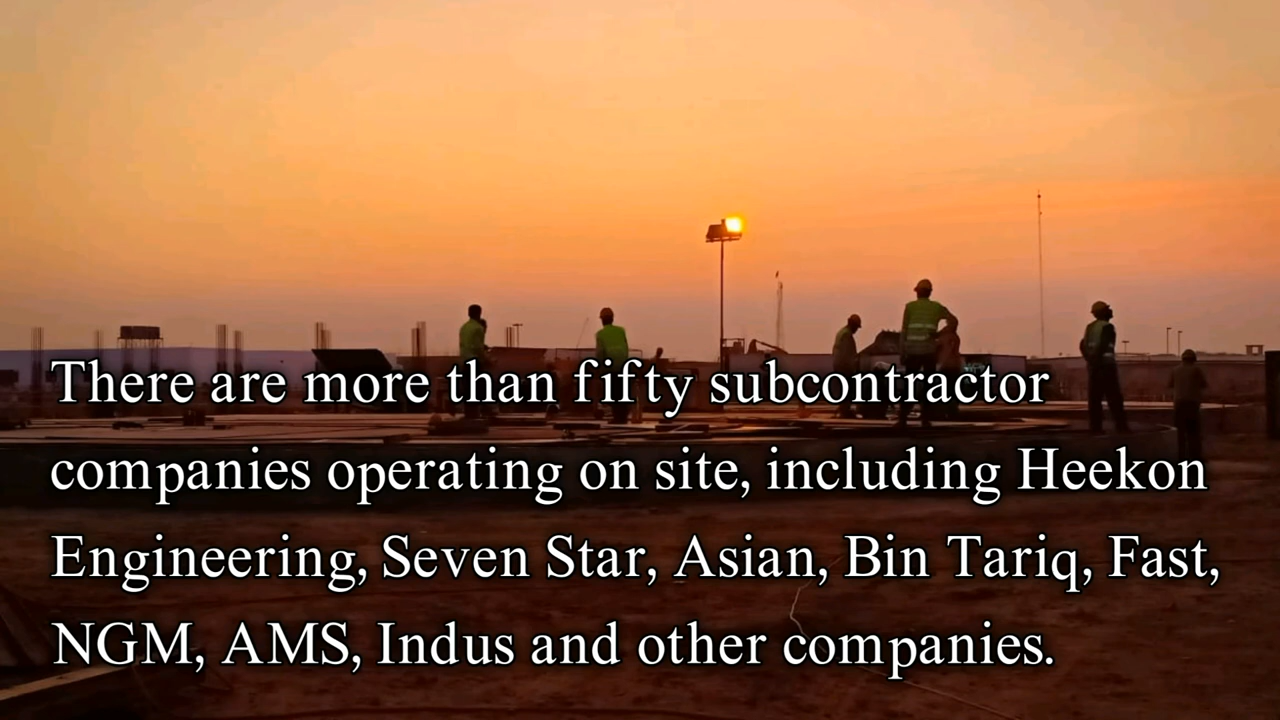 There are more than fifty subcontractor
companies operating on site, including Heekon
Engineering, Seven Star, Asian, Bin Tariq, Fast,
NGM, AMS, Indus and other companies.